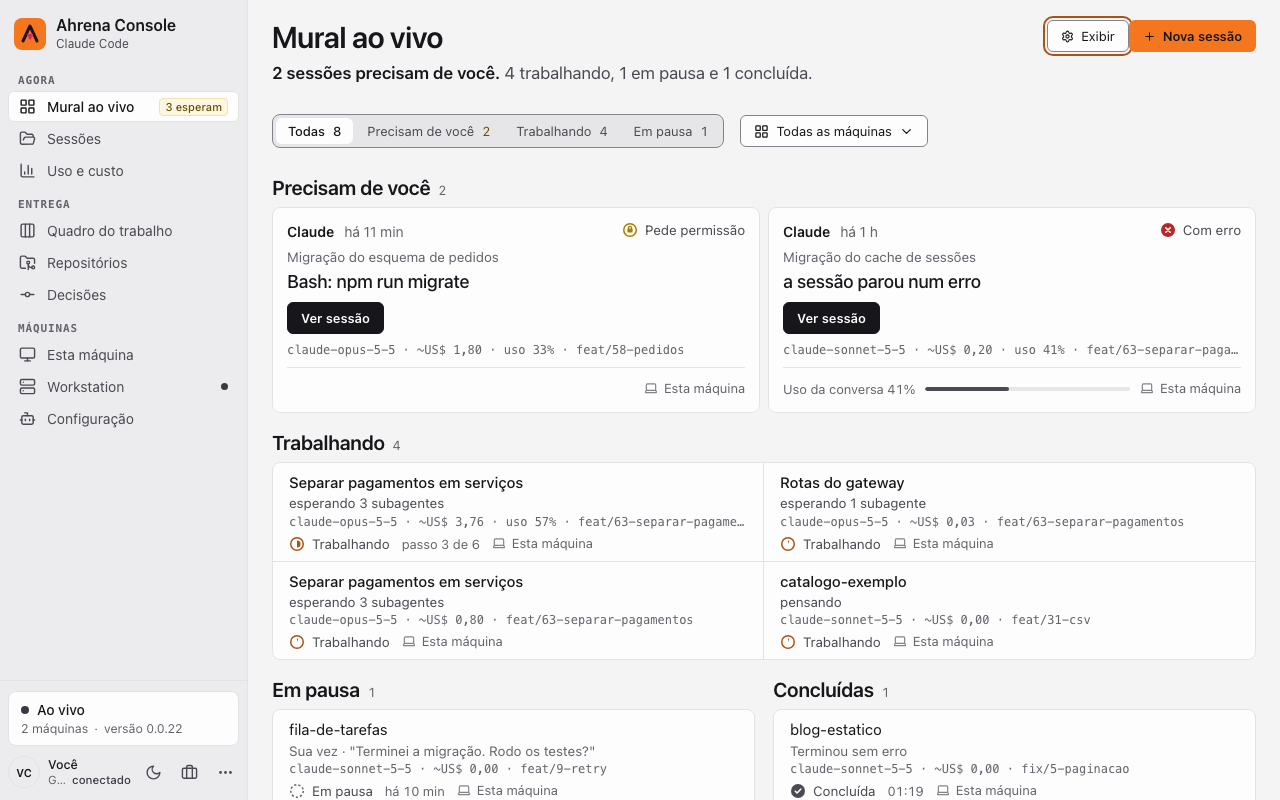 Ahrena Console
Claude Code
AGORA
Mural ao vivo 3 esperam
Sessões
Uso e custo
ENTREGA
Quadro do trabalho
Repositórios
Decisões
MÁQUINAS
Esta máquina
Workstation
Configuração
Ao vivo
2 máquinas · versão 0.0.22
VC
Você
G... conectado
Mural ao vivo
Exibir
+ Nova sessão
2 sessões precisam de você. 4 trabalhando, 1 em pausa e 1 concluída.
Todas 8 Precisam de você 2 Trabalhando 4 Em pausa 1
Todas as máquinas
Precisam de você 2
Claude há 11 min Pede permissão
Migração do esquema de pedidos
Bash: npm run migrate
Ver sessão
claude-opus-5-5 · ~US$ 1,80 · uso 33% · feat/58-pedidos
Esta máquina
Claude há 1 h Com erro
Migração do cache de sessões
a sessão parou num erro
Ver sessão
claude-sonnet-5-5 · ~US$ 0,20 · uso 41% · feat/63-separar-paga…
Uso da conversa 41% Esta máquina
Trabalhando 4
Separar pagamentos em serviços
esperando 3 subagentes
claude-opus-5-5 · ~US$ 3,76 · uso 57% · feat/63-separar-pagame…
Trabalhando passo 3 de 6 Esta máquina
Rotas do gateway
esperando 1 subagente
claude-opus-5-5 · ~US$ 0,03 · feat/63-separar-pagamentos
Trabalhando Esta máquina
Separar pagamentos em serviços
esperando 3 subagentes
claude-opus-5-5 · ~US$ 0,80 · feat/63-separar-pagamentos
Trabalhando Esta máquina
catalogo-exemplo
pensando
claude-sonnet-5-5 · ~US$ 0,00 · feat/31-csv
Trabalhando Esta máquina
Em pausa 1
fila-de-tarefas
Sua vez · "Terminei a migração. Rodo os testes?"
claude-sonnet-5-5 · ~US$ 0,00 · feat/9-retry
Em pausa há 10 min Esta máquina
Concluídas 1
blog-estatico
Terminou sem erro
claude-sonnet-5-5 · ~US$ 0,00 · fix/5-paginacao
Concluída 01:19 Esta máquina